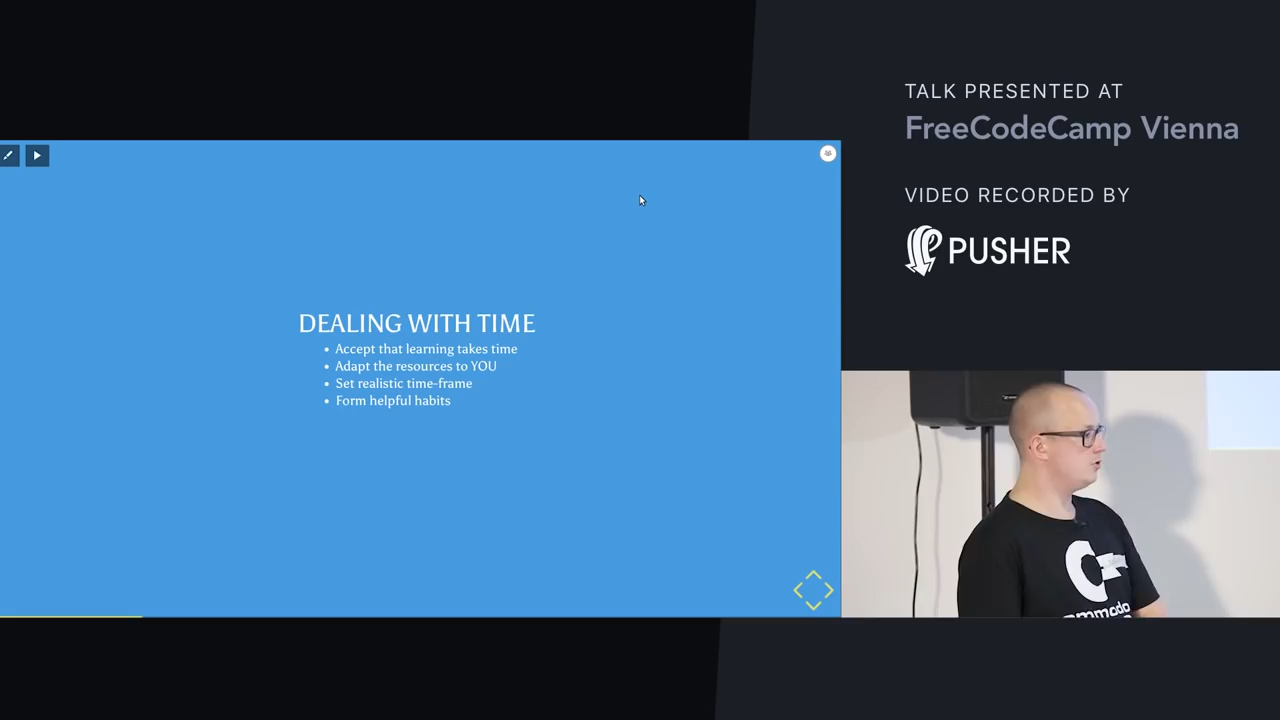 TALK PRESENTED AT
FreeCodeCamp Vienna
VIDEO RECORDED BY
PUSHER
DEALING WITH TIME
• Accept that learning takes time
• Adapt the resources to YOU
• Set realistic time-frame
• Form helpful habits